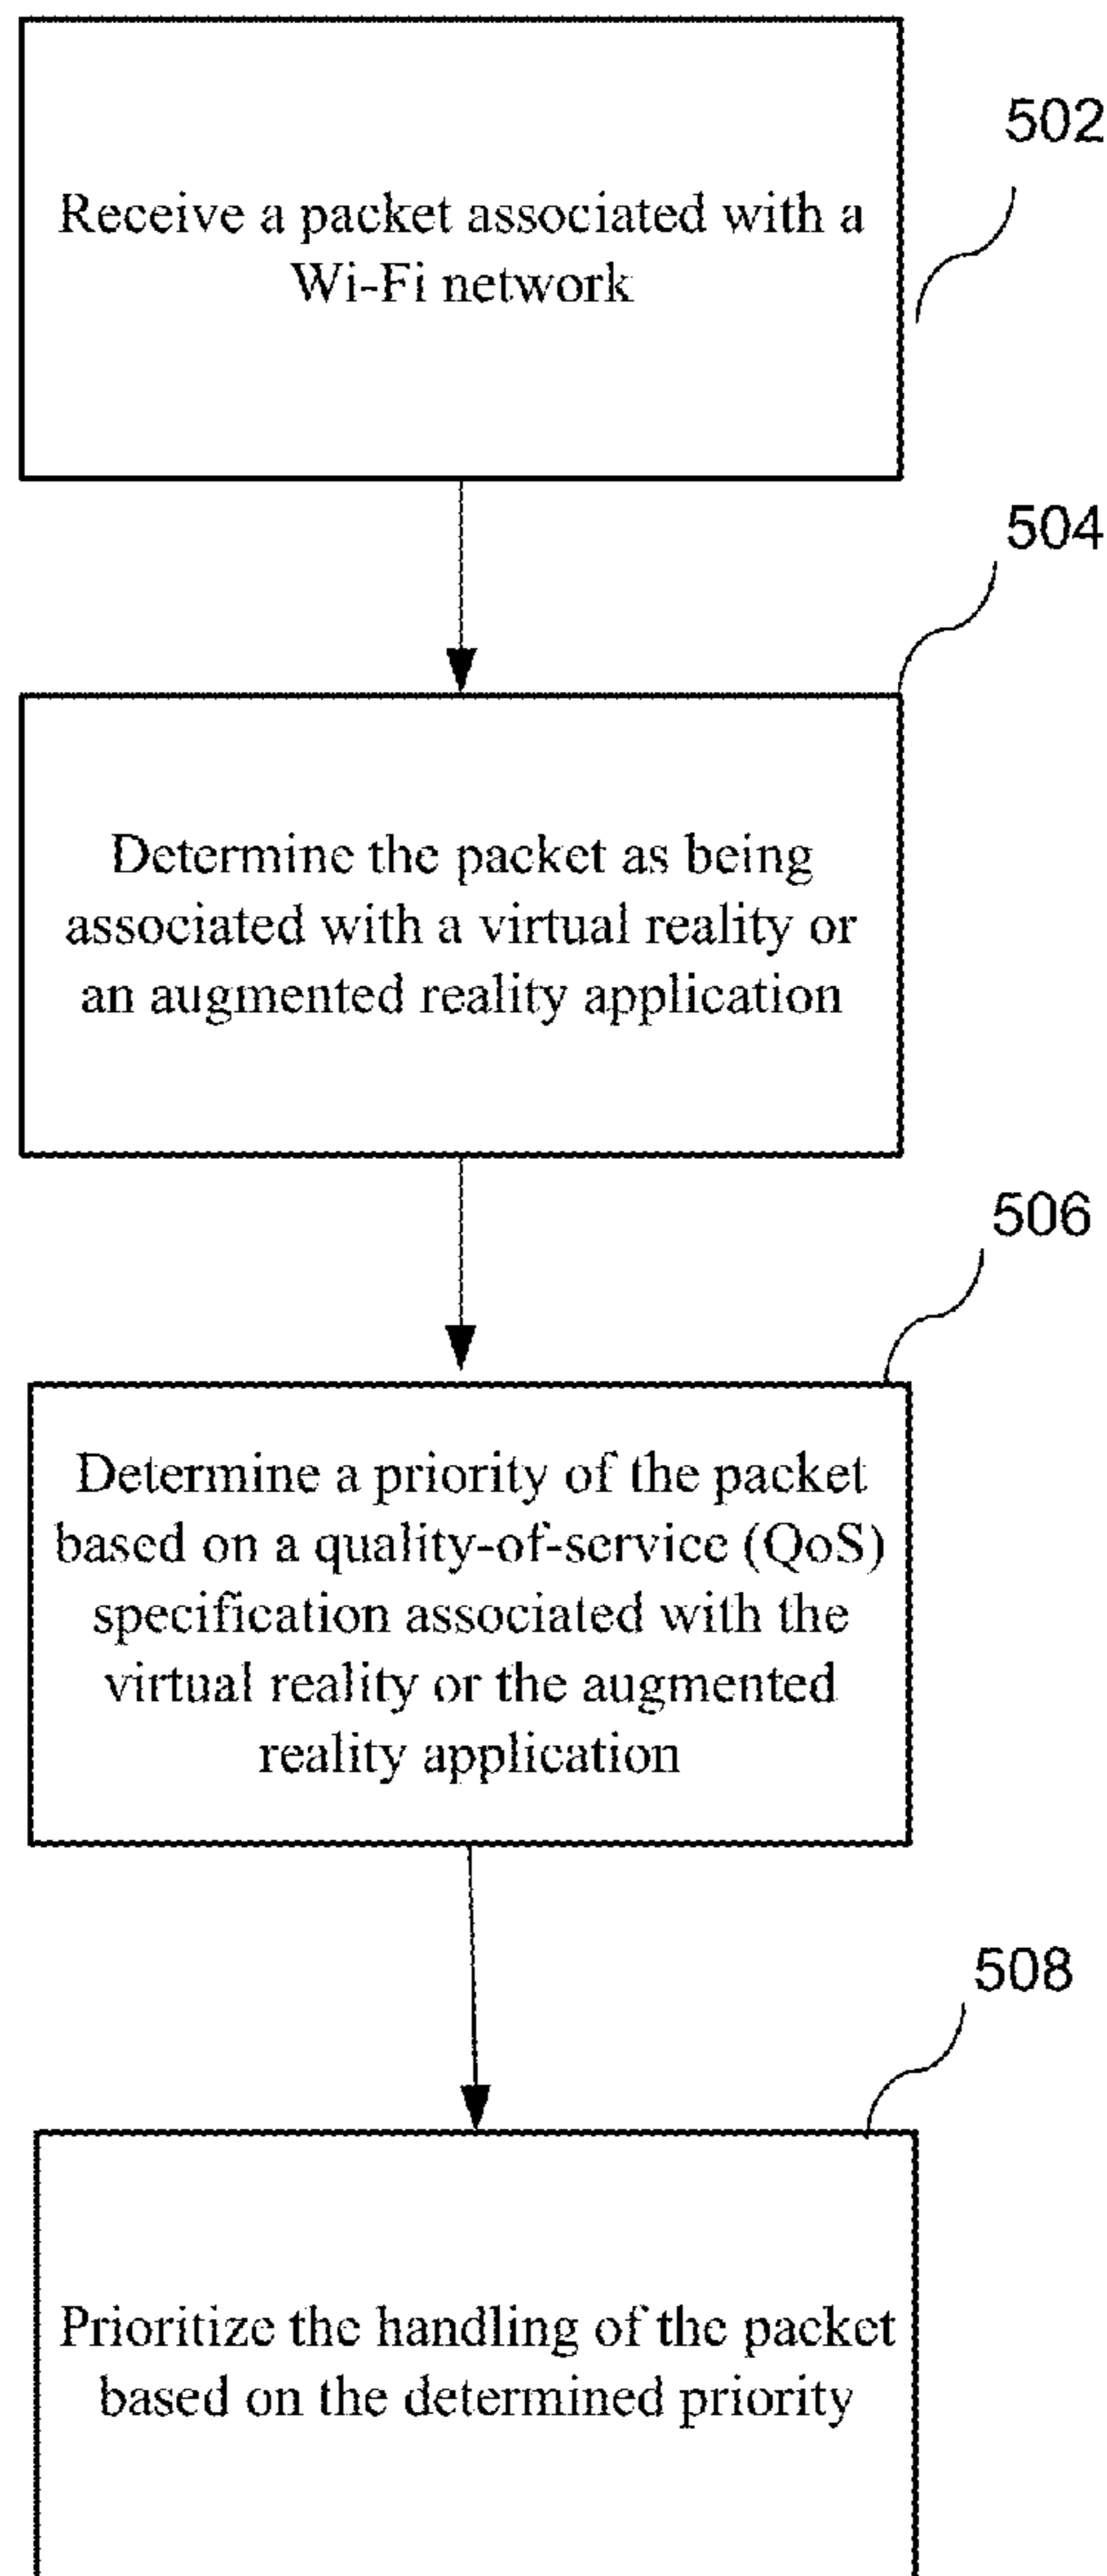 502
Receive a packet associated with a
Wi-Fi network
504
Determine the packet as being
associated with a virtual reality or
an augmented reality application
506
Determine a priority of the packet
based on a quality-of-service (QoS)
specification associated with the
virtual reality or the augmented
reality application
508
Prioritize the handling of the packet
based on the determined priority